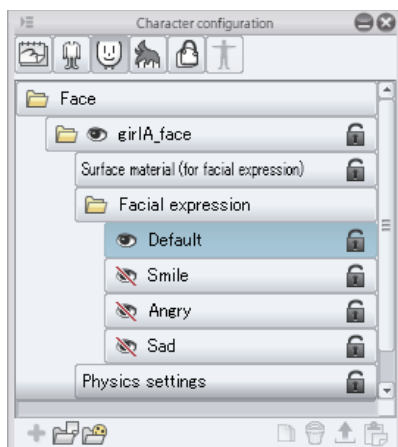 Character configuration
Face
girlA_face
Surface material (for facial expression)
Facial expression
Default
Smile
Angry
Sad
Physics settings